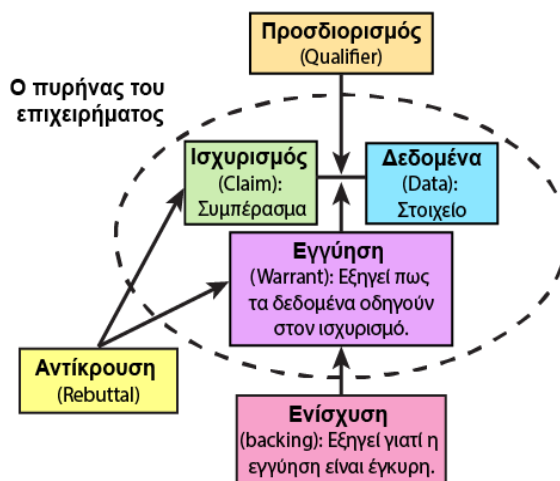 Προσδιορισμός
(Qualifier)
Ο πυρήνας του
επιχειρήματος
Ισχυρισμός
(Claim):
Συμπέρασμα
Δεδομένα
(Data):
Στοιχείο
Εγγύηση
(Warrant): Εξηγεί πως
τα δεδομένα οδηγούν
στον ισχυρισμό.
Αντίκρουση
(Rebuttal)
Ενίσχυση
(backing): Εξηγεί γιατί η
εγγύηση είναι έγκυρη.